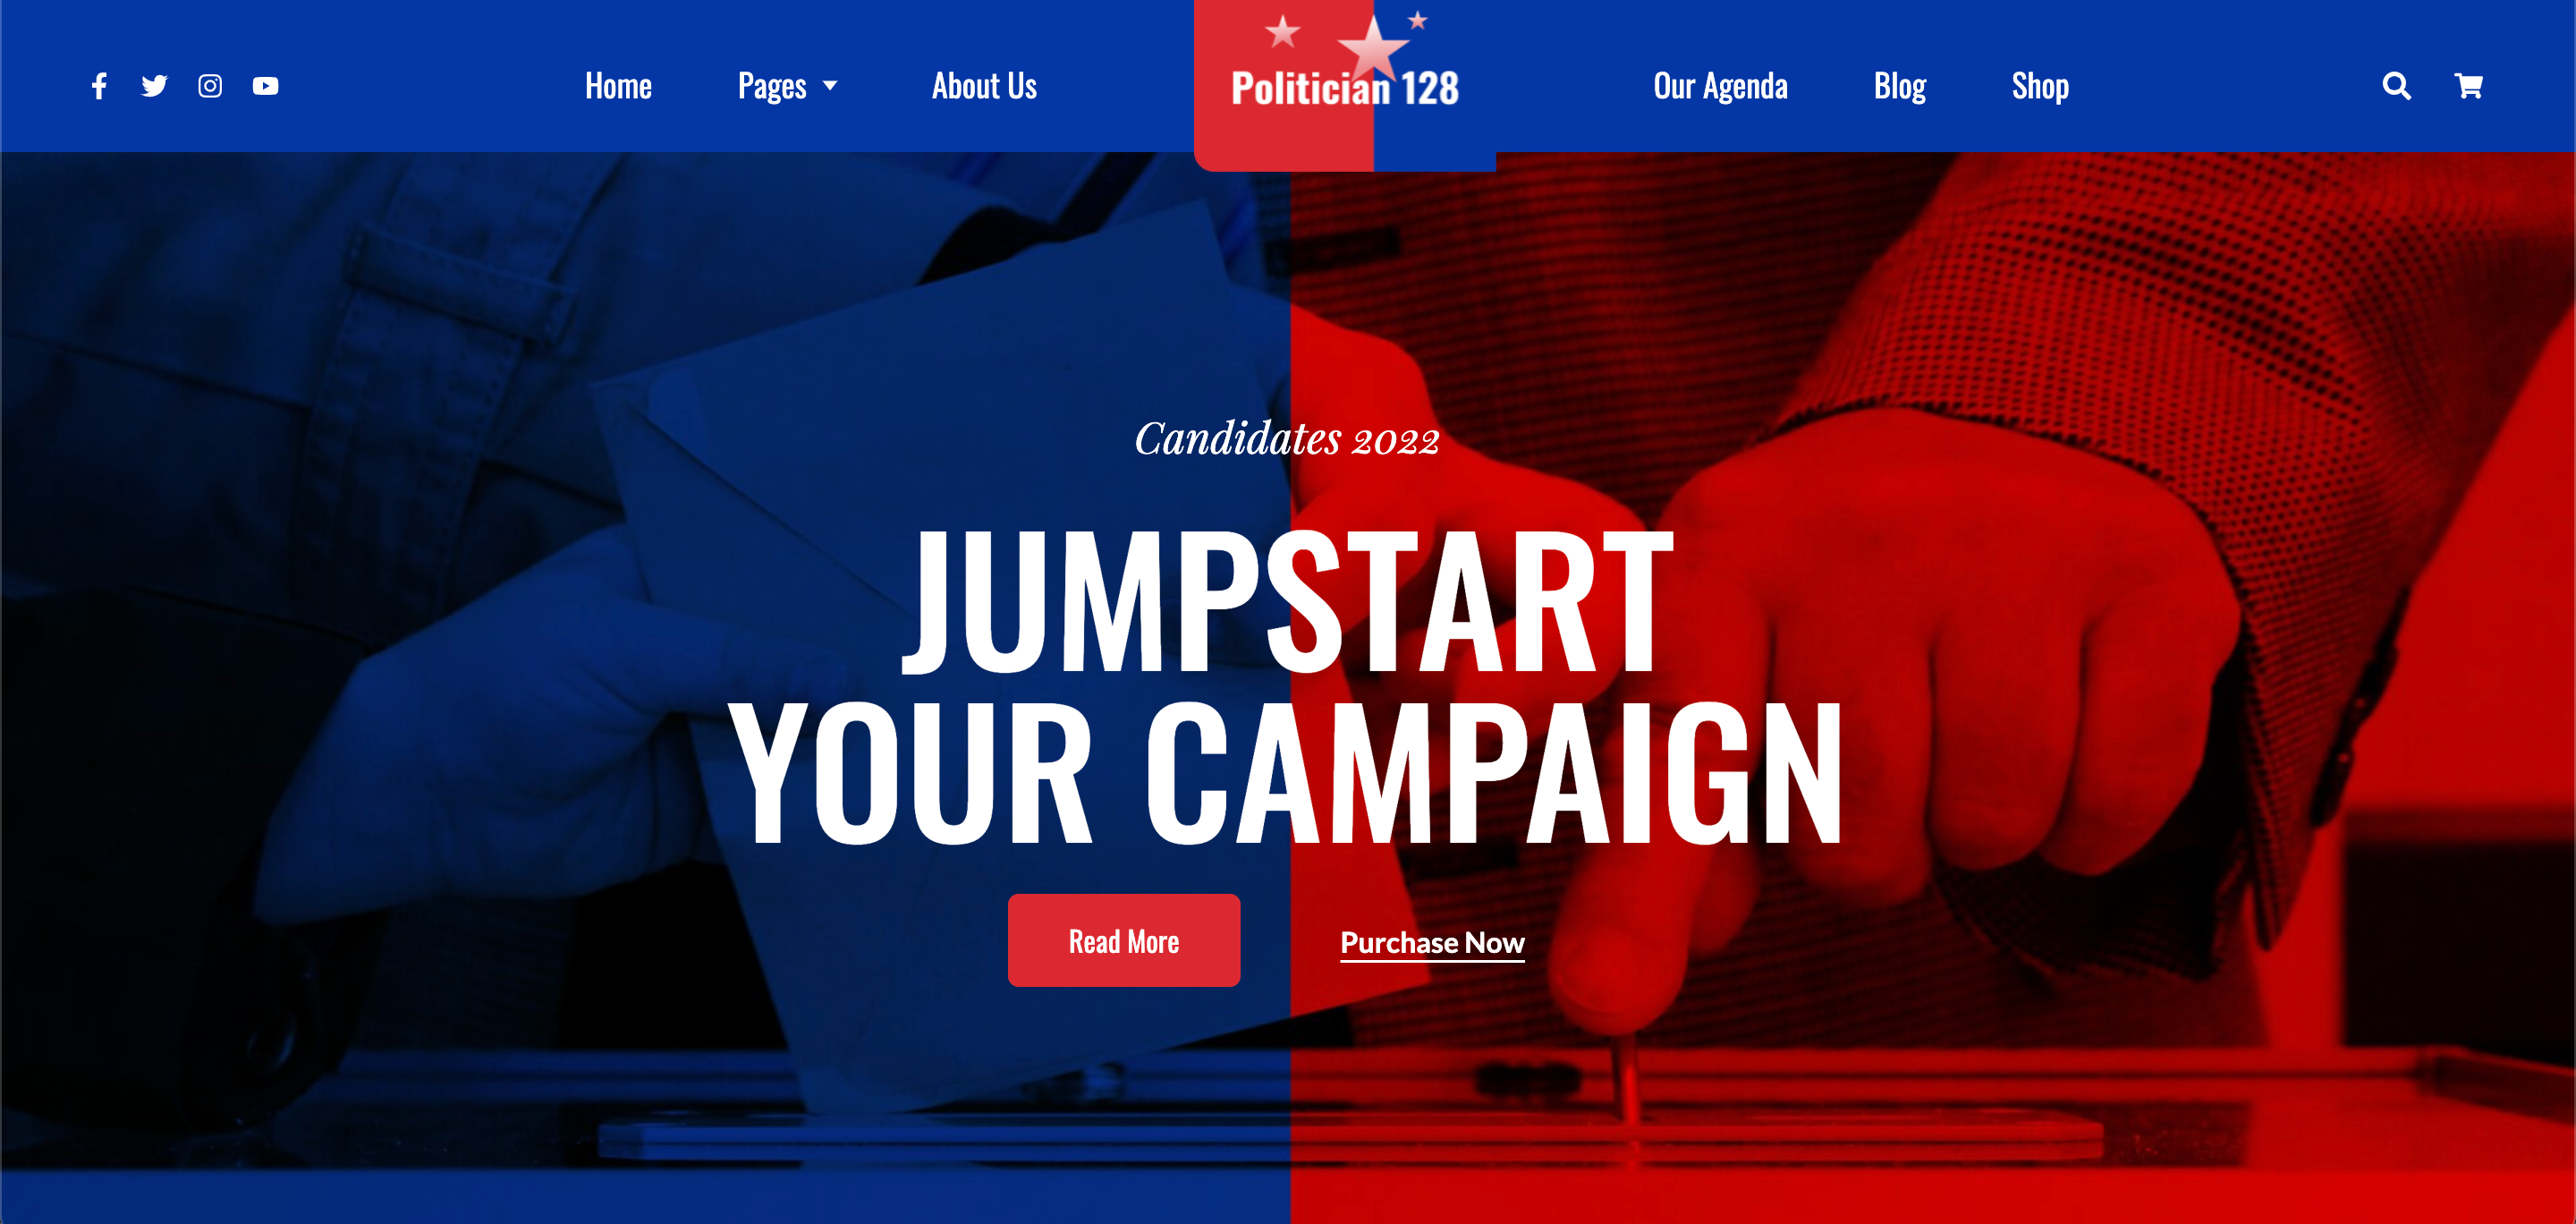 Home
Pages
About Us
Politician 128
Our Agenda
Blog
Shop
Candidates 2022
JUMPSTART
YOUR CAMPAIGN
Read More
Purchase Now